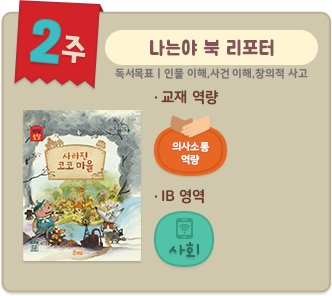 2주
나는야 북 리포터
독서목표 | 인물 이해,사건 이해,창의적 사고
· 교재 역량
의사소통
역량
사라진
코코 마을
· IB 영역
사회